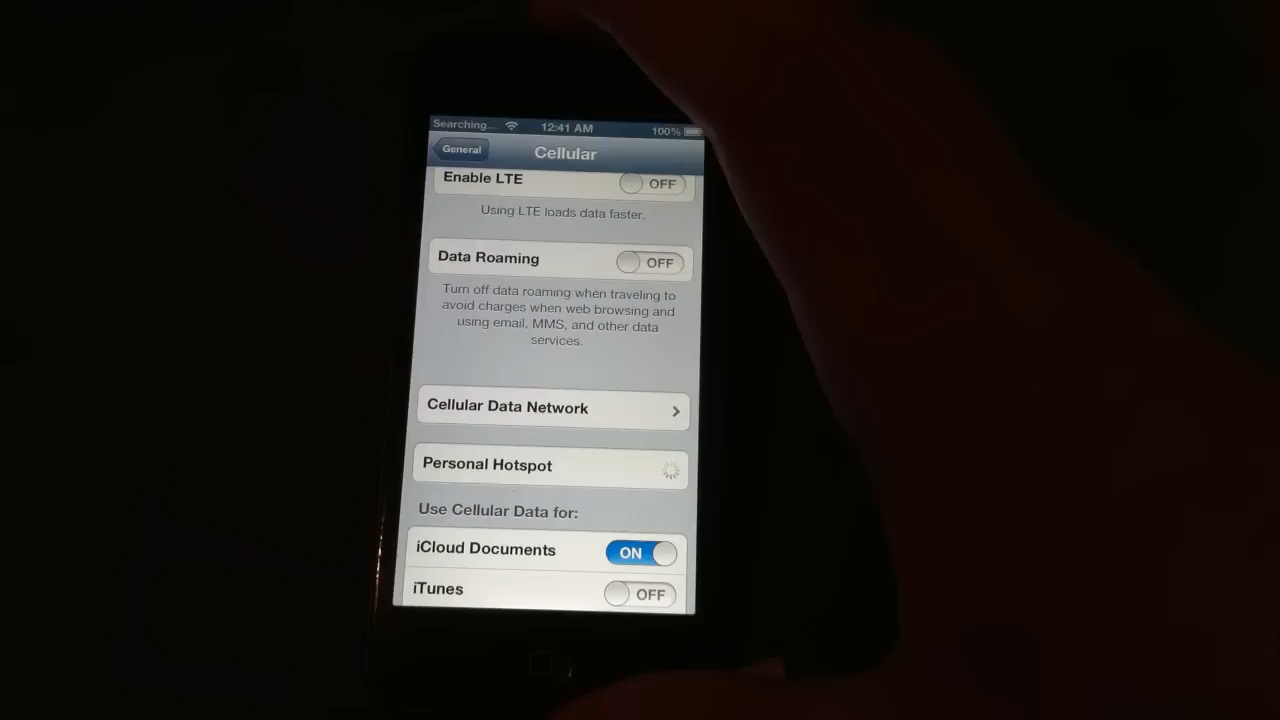 Searching... 12:41 AM 100%
General Cellular
Enable LTE OFF
Using LTE loads data faster.
Data Roaming OFF
Turn off data roaming when traveling to
avoid charges when web browsing and
using email, MMS, and other data
services.
Cellular Data Network
Personal Hotspot
Use Cellular Data for:
iCloud Documents ON
iTunes OFF